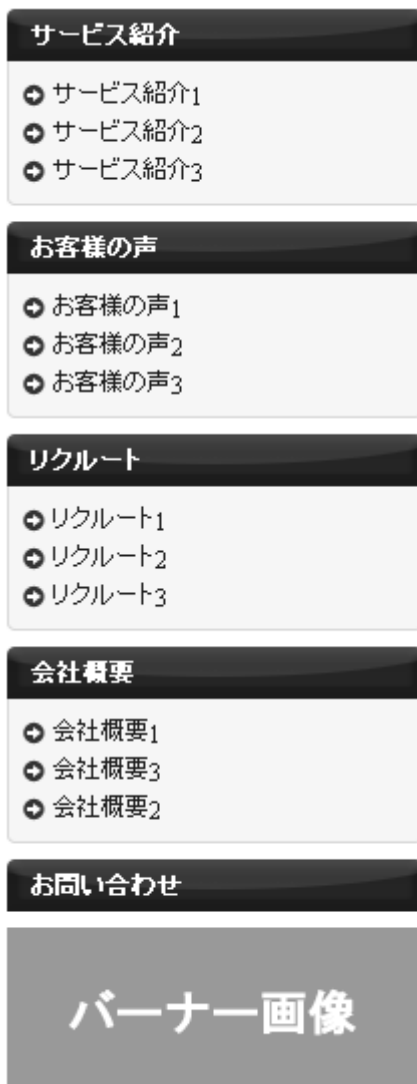 サービス紹介
サービス紹介1
サービス紹介2
サービス紹介3
お客様の声
お客様の声1
お客様の声2
お客様の声3
リクルート
リクルート1
リクルート2
リクルート3
会社概要
会社概要1
会社概要3
会社概要2
お問い合わせ
バーナー画像